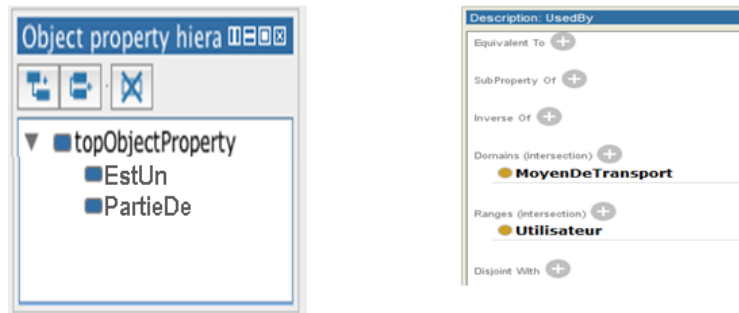 Object property hiera
topObjectProperty
EstUn
PartieDe
Description: UsedBy
Equivalent To
SubProperty Of
Inverse Of
Domains (intersection)
MoyenDeTransport
Ranges (intersection)
Utilisateur
Disjoint With